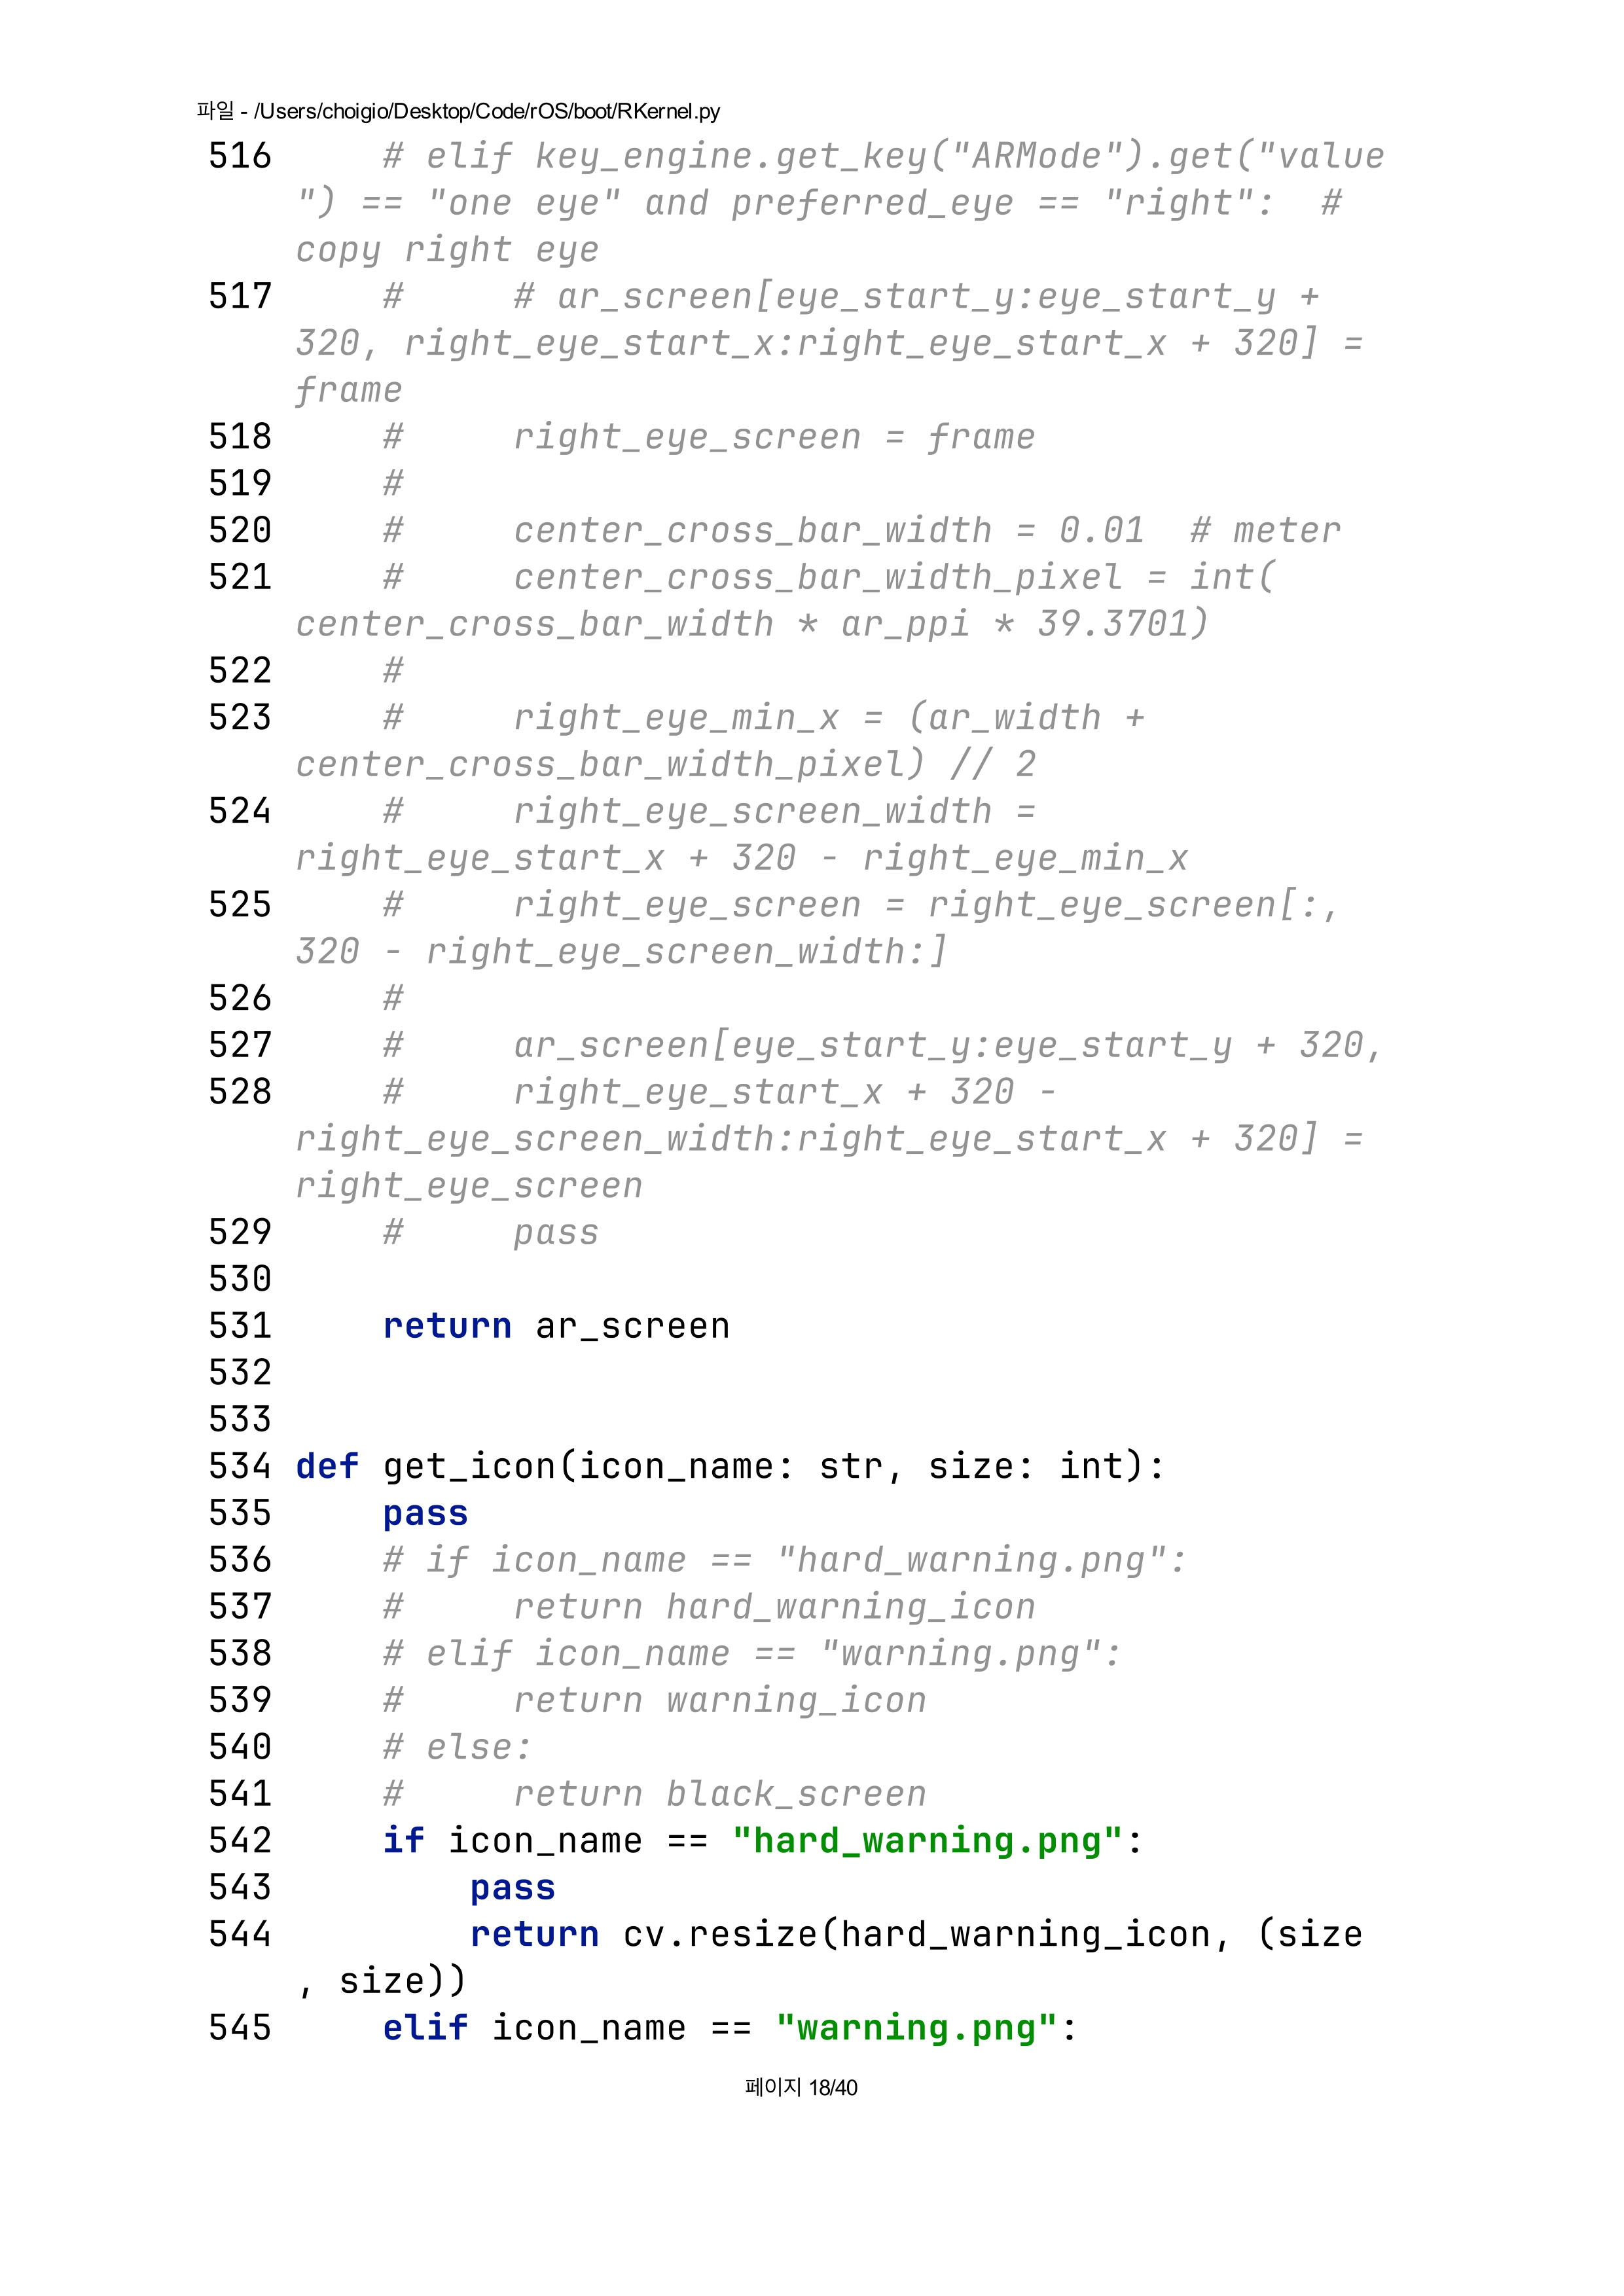 파일 - /Users/choigio/Desktop/Code/rOS/boot/RKernel.py
516     # elif key_engine.get_key("ARMode").get("value
") == "one eye" and preferred_eye == "right":  #
copy right eye
517     #     # ar_screen[eye_start_y:eye_start_y +
320, right_eye_start_x:right_eye_start_x + 320] =
frame
518     #     right_eye_screen = frame
519     #
520     #     center_cross_bar_width = 0.01  # meter
521     #     center_cross_bar_width_pixel = int(
center_cross_bar_width * ar_ppi * 39.3701)
522     #
523     #     right_eye_min_x = (ar_width +
center_cross_bar_width_pixel) // 2
524     #     right_eye_screen_width =
right_eye_start_x + 320 - right_eye_min_x
525     #     right_eye_screen = right_eye_screen[:,
320 - right_eye_screen_width:]
526     #
527     #     ar_screen[eye_start_y:eye_start_y + 320,
528     #     right_eye_start_x + 320 -
right_eye_screen_width:right_eye_start_x + 320] =
right_eye_screen
529     #     pass
530
531     return ar_screen
532
533
534 def get_icon(icon_name: str, size: int):
535     pass
536     # if icon_name == "hard_warning.png":
537     #     return hard_warning_icon
538     # elif icon_name == "warning.png":
539     #     return warning_icon
540     # else:
541     #     return black_screen
542     if icon_name == "hard_warning.png":
543         pass
544         return cv.resize(hard_warning_icon, (size
, size))
545     elif icon_name == "warning.png":
페이지 18/40